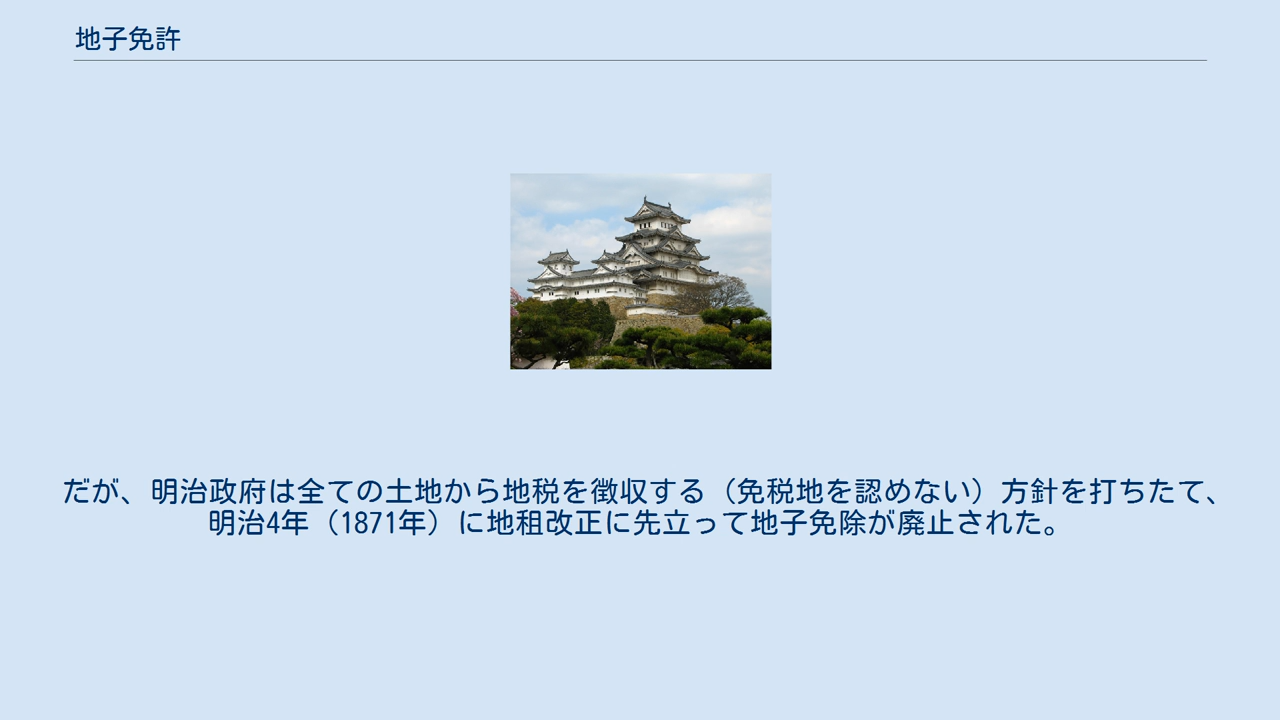 地子免許
だが、明治政府は全ての土地から地税を徴収する（免税地を認めない）方針を打ちたて、
明治4年（1871年）に地租改正に先立って地子免除が廃止された。